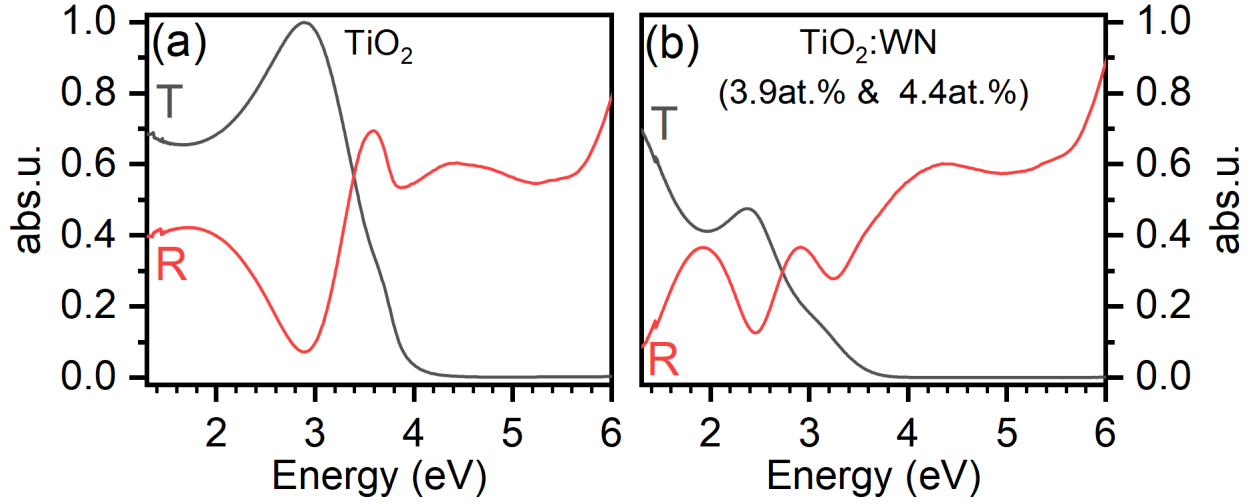 (a) TiO₂
T
R
abs.u.
1.0
0.8
0.6
0.4
0.2
0.0
2 3 4 5 6
Energy (eV)
(b) TiO₂:WN
(3.9at.% & 4.4at.%)
T
R
2 3 4 5 6
Energy (eV)
1.0
0.8
0.6
0.4
0.2
0.0
abs.u.